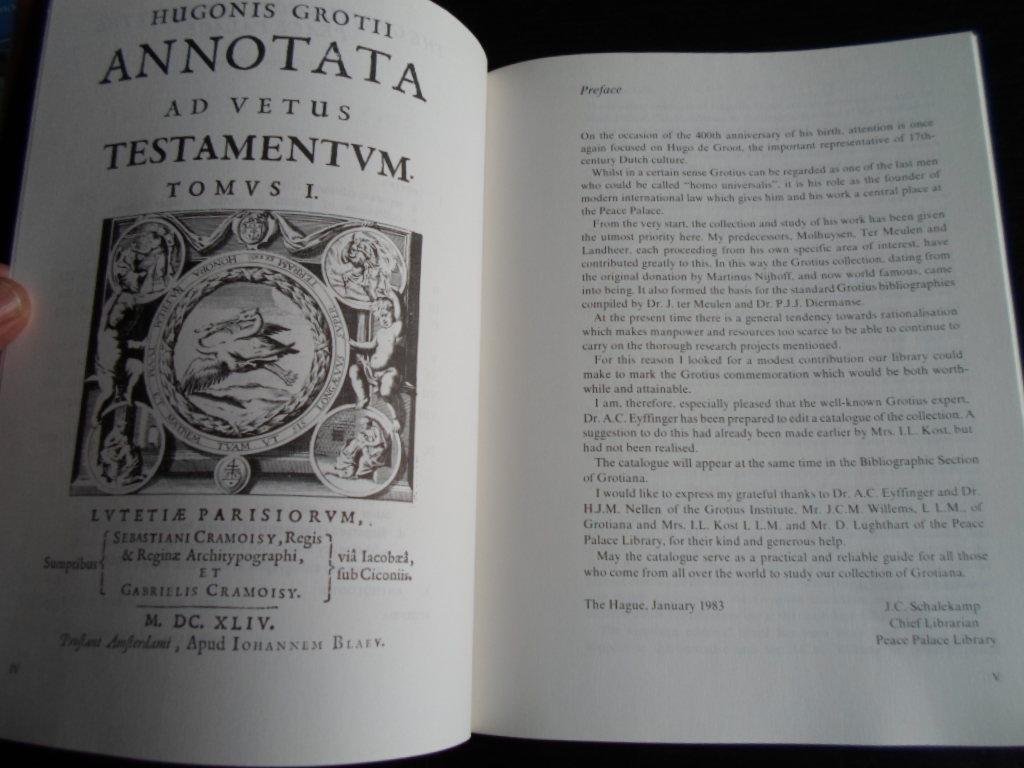 HUGONIS GROTII
ANNOTATA
AD VETUS
TESTAMENTVM.
TOMVS I.
HONORA PATREM TUUM ET MATREM TUAM UT SIS LONGÆVUS SUPER TERRAM
LVTETIÆ PARISIORVM,
Sumptibus
SEBASTIANI CRAMOISY, Regis
& Reginæ Architypographi,
ET
GABRIELIS CRAMOISY.
viâ Iacobæâ,
sub Ciconiis.
M. DC. XLIV.
Prostant Amsterdami, Apud IOHANNEM BLAEV.
IV
Preface
On the occasion of the 400th anniversary of his birth, attention is once
again focused on Hugo de Groot, the important representative of 17th-
century Dutch culture.
Whilst in a certain sense Grotius can be regarded as one of the last men
who could be called "homo universalis", it is his role as the founder of
modern international law which gives him and his work a central place at
the Peace Palace.
From the very start, the collection and study of his work has been given
the utmost priority here. My predecessors, Molhuysen, Ter Meulen and
Landheer, each proceeding from his own specific area of interest, have
contributed greatly to this. In this way the Grotius collection, dating from
the original donation by Martinus Nijhoff, and now world famous, came
into being. It also formed the basis for the standard Grotius bibliographies
compiled by Dr. J. ter Meulen and Dr. P.J.J. Diermanse.
At the present time there is a general tendency towards rationalisation
which makes manpower and resources too scarce to be able to continue to
carry on the thorough research projects mentioned.
For this reason I looked for a modest contribution our library could
make to mark the Grotius commemoration which would be both worth-
while and attainable.
I am, therefore, especially pleased that the well-known Grotius expert,
Dr. A.C. Eyffinger has been prepared to edit a catalogue of the collection. A
suggestion to do this had already been made earlier by Mrs. I.L. Kost, but
had not been realised.
The catalogue will appear at the same time in the Bibliographic Section
of Grotiana.
I would like to express my grateful thanks to Dr. A.C. Eyffinger and Dr.
H.J.M. Nellen of the Grotius Institute, Mr. J.C.M. Willems, L L.M., of
Grotiana and Mrs. I.L. Kost L L.M. and Mr. D. Lughthart of the Peace
Palace Library, for their kind and generous help.
May the catalogue serve as a practical and reliable guide for all those
who come from all over the world to study our collection of Grotiana.
The Hague, January 1983
J.C. Schalekamp
Chief Librarian
Peace Palace Library
V